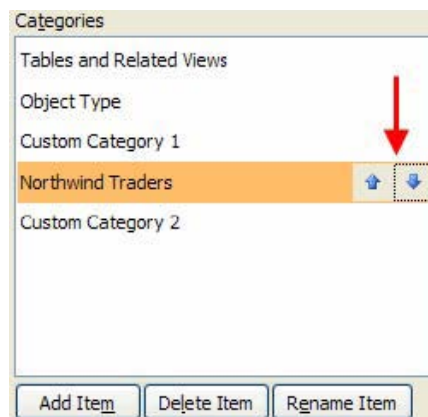 Categories
Tables and Related Views
Object Type
Custom Category 1
Northwind Traders
Custom Category 2
Add Item Delete Item Rename Item